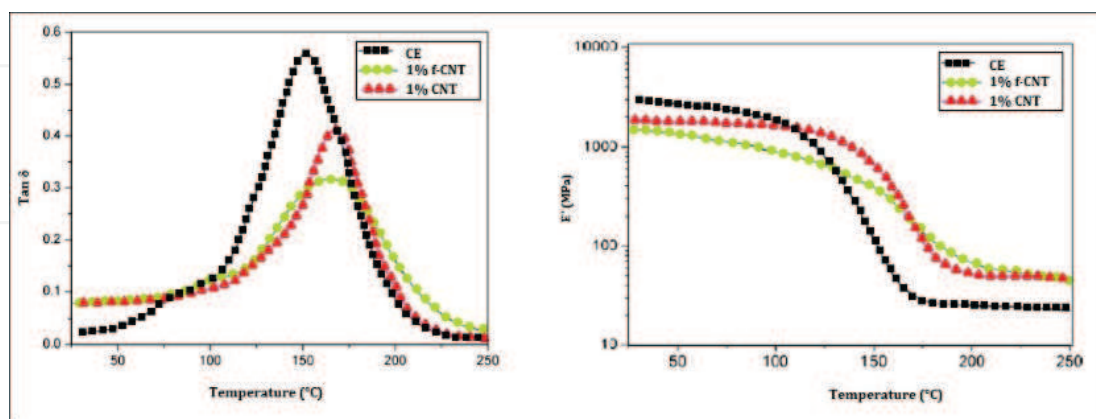 0.6
0.5
0.4
0.3
0.2
0.1
0.0
Tan δ
50
100
150
200
250
Temperature (°C)
CE
1% f-CNT
1% CNT
10000
1000
100
10
E' (MPa)
50
100
150
200
250
Temperature (°C)
CE
1% f-CNT
1% CNT